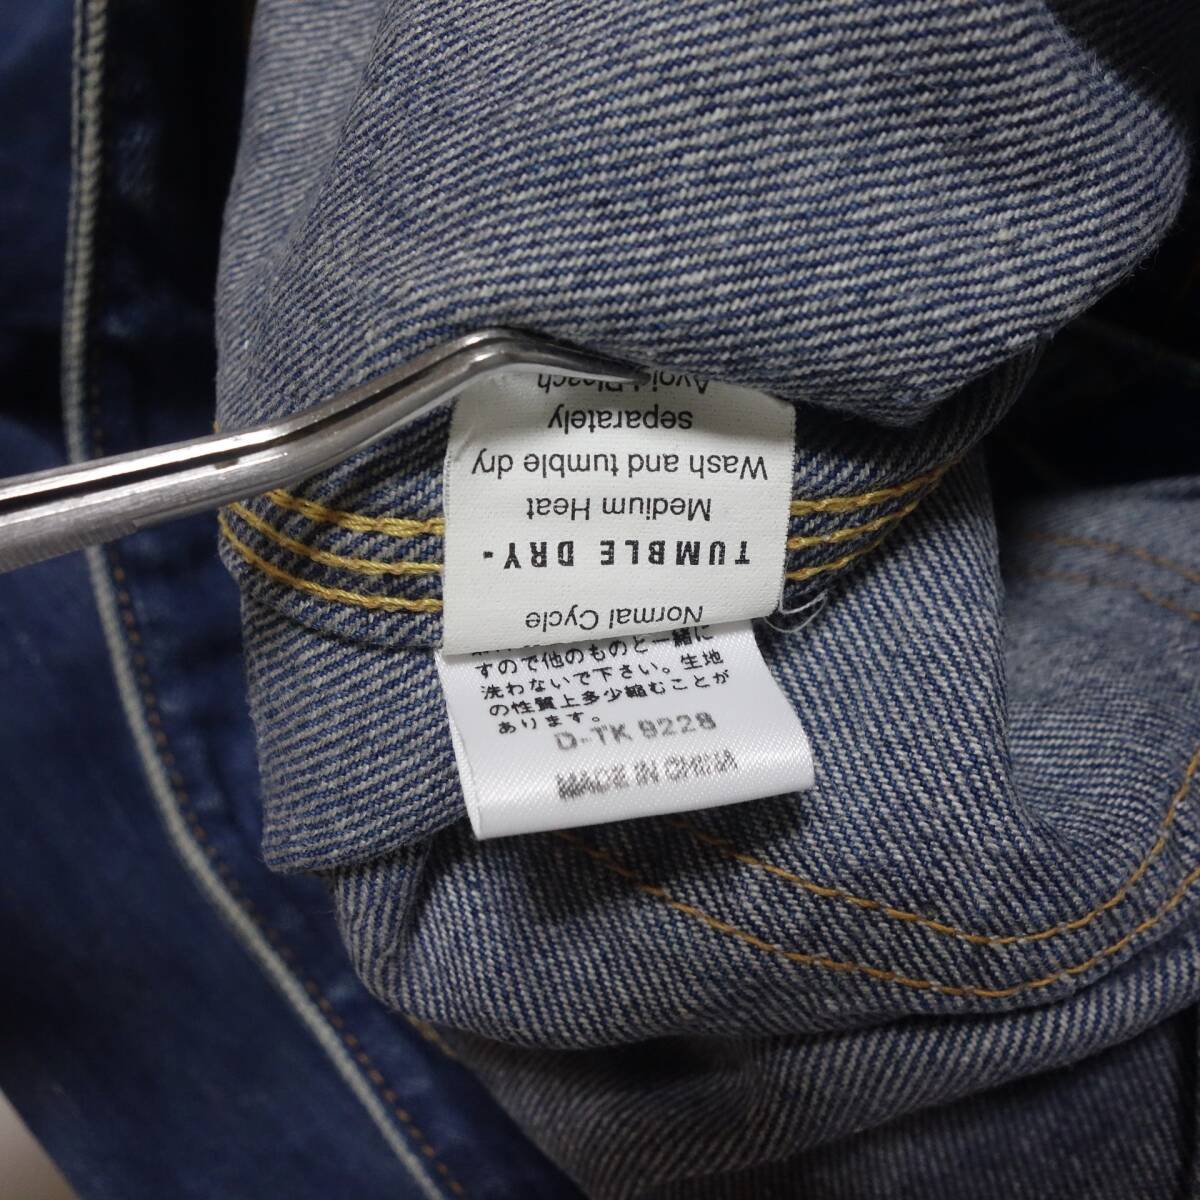 Normal Cycle
TUMBLE DRY-
Medium Heat
Wash and tumble dry
separately
Avoid Bleach
すので他のものと一緒に
洗わないで下さい。生地
の性質上多少縮むことが
あります。
D-TK 9228
MADE IN CHINA